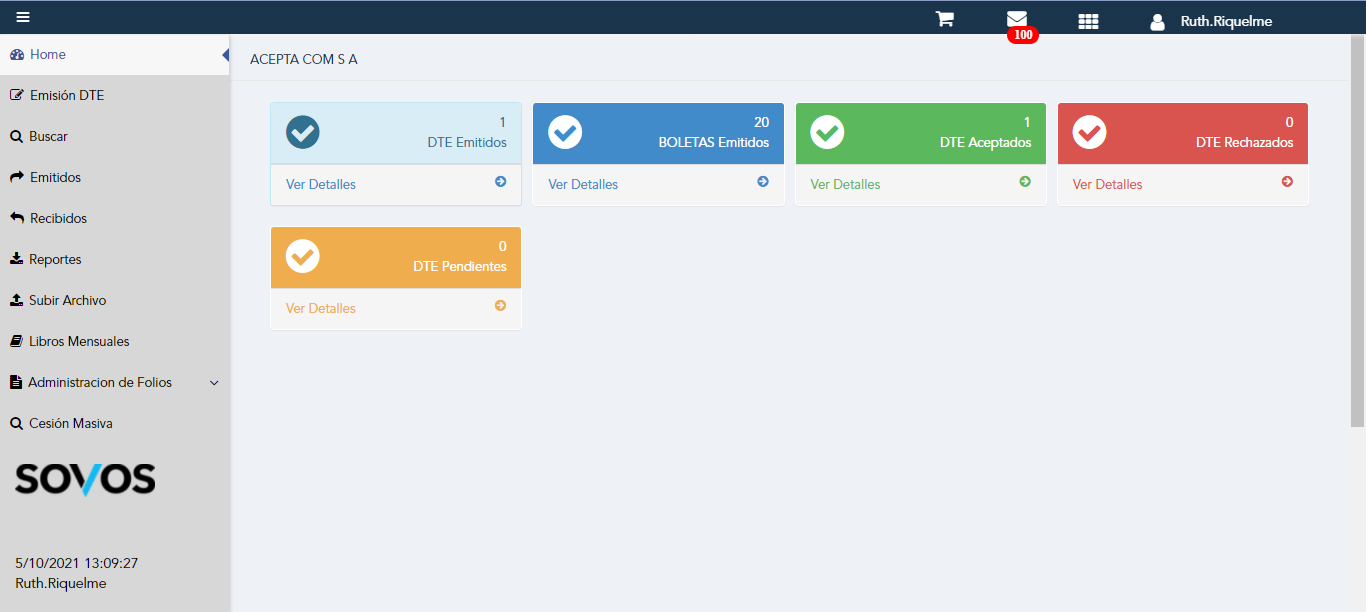 Ruth.Riquelme
100
Home
Emisión DTE
Buscar
Emitidos
Recibidos
Reportes
Subir Archivo
Libros Mensuales
Administracion de Folios
Cesión Masiva
SOVOS
5/10/2021 13:09:27
Ruth.Riquelme
ACEPTA COM S A
1
DTE Emitidos
Ver Detalles
20
BOLETAS Emitidos
Ver Detalles
1
DTE Aceptados
Ver Detalles
0
DTE Rechazados
Ver Detalles
0
DTE Pendientes
Ver Detalles